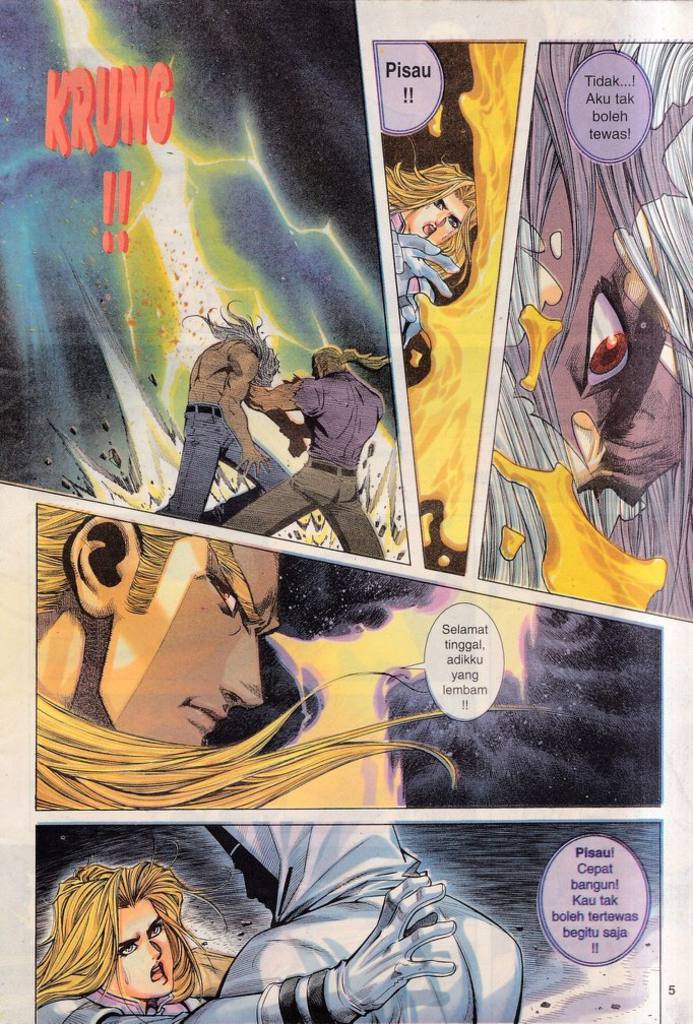 KRUNG
!!
Pisau
!!
Tidak...!
Aku tak
boleh
tewas!
Selamat
tinggal,
adikku
yang
lembam
!!
Pisau!
Cepat
bangun!
Kau tak
boleh tertewas
begitu saja
!!
5